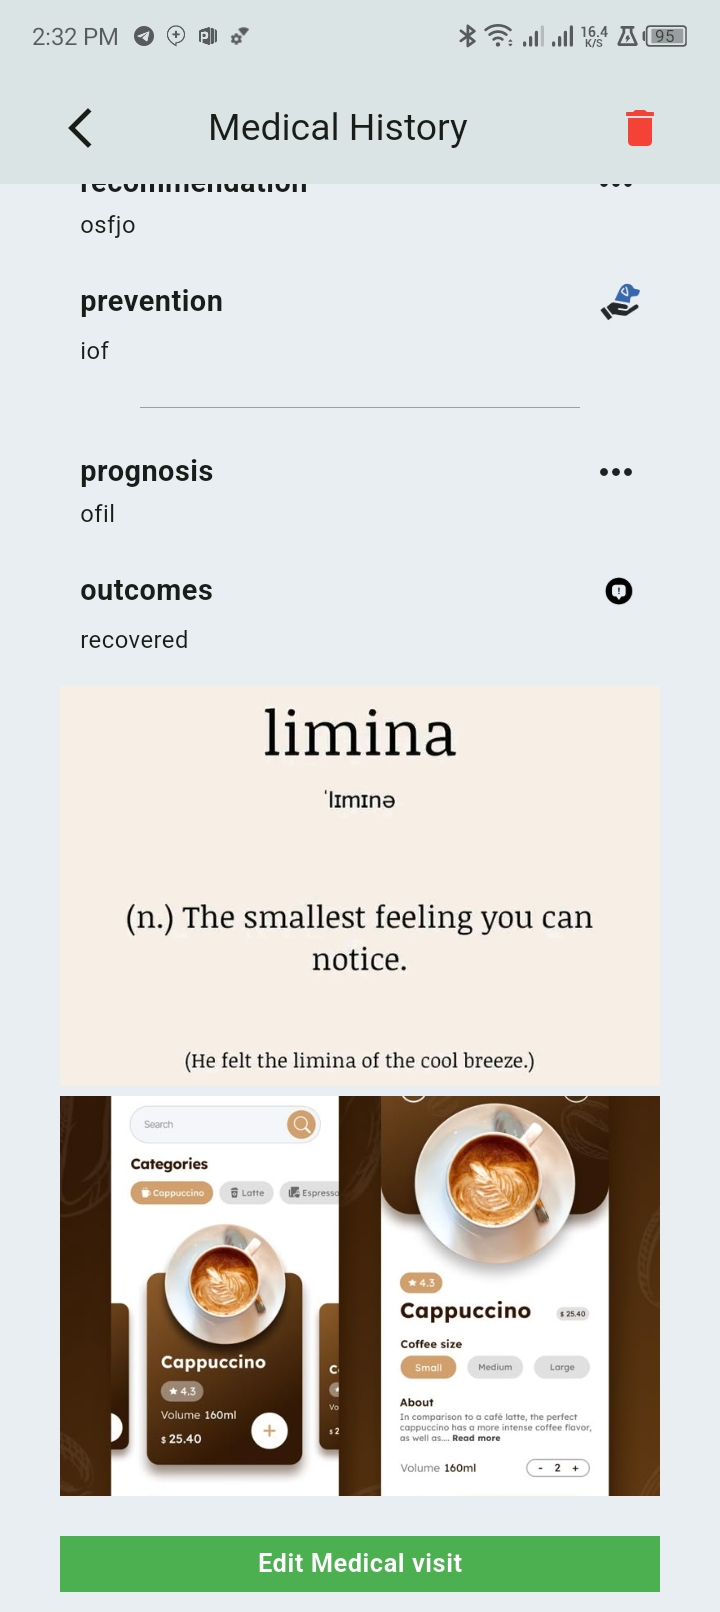 2:32 PM
16.4
K/S
95
Medical History
recommendation
osfjo
prevention
iof
prognosis
ofil
outcomes
recovered
limina
ˈlɪmɪnə
(n.) The smallest feeling you can
notice.
(He felt the limina of the cool breeze.)
Search
Categories
Cappuccino
Latte
Espresso
Cappuccino
4.3
Volume 160ml
$ 25.40
C
Vo
$ 2
4.3
Cappuccino
$ 25.40
Coffee size
Small
Medium
Large
About
In comparison to a café latte, the perfect
cappuccino has a more intense coffee flavor,
as well as.... Read more
Volume 160ml
- 2 +
Edit Medical visit